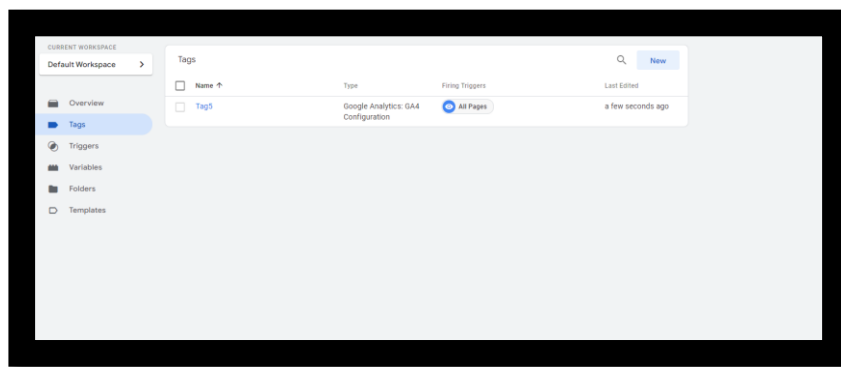 CURRENT WORKSPACE
Default Workspace
Overview
Tags
Triggers
Variables
Folders
Templates
Tags
New
Name ↑ Type Firing Triggers Last Edited
Tag5 Google Analytics: GA4 All Pages a few seconds ago
Configuration